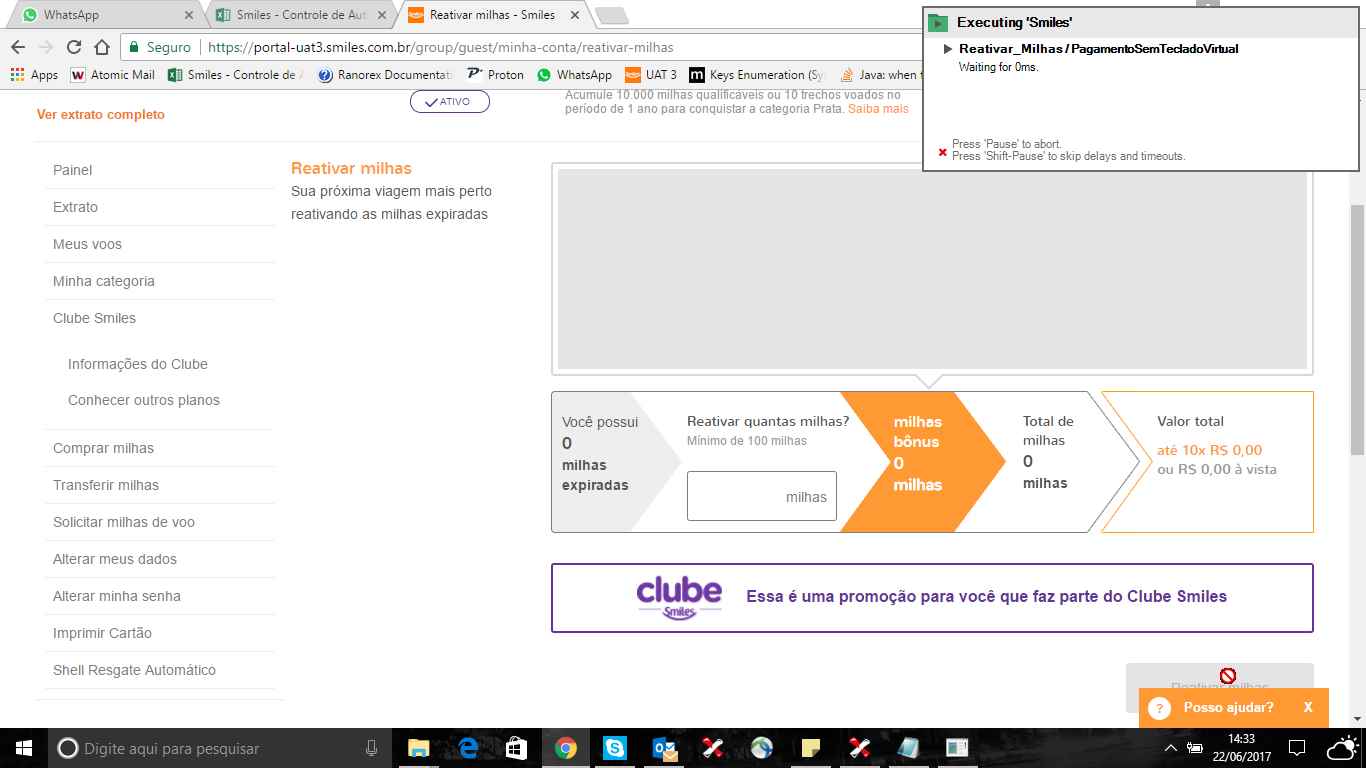 WhatsApp
Smiles - Controle de Aut
Reativar milhas - Smiles
Seguro
https://portal-uat3.smiles.com.br/group/guest/minha-conta/reativar-milhas
Apps
Atomic Mail
Smiles - Controle de A
Ranorex Documentati
Proton
WhatsApp
UAT 3
Keys Enumeration (Sy
Java: when t
Executing 'Smiles'
Reativar_Milhas / PagamentoSemTecladoVirtual
Waiting for 0ms.
Press 'Pause' to abort.
Press 'Shift-Pause' to skip delays and timeouts.
Ver extrato completo
ATIVO
Acumule 10.000 milhas qualificáveis ou 10 trechos voados no
período de 1 ano para conquistar a categoria Prata. Saiba mais
Painel
Extrato
Meus voos
Minha categoria
Clube Smiles
Informações do Clube
Conhecer outros planos
Comprar milhas
Transferir milhas
Solicitar milhas de voo
Alterar meus dados
Alterar minha senha
Imprimir Cartão
Shell Resgate Automático
Reativar milhas
Sua próxima viagem mais perto
reativando as milhas expiradas
Você possui
0
milhas
expiradas
Reativar quantas milhas?
Mínimo de 100 milhas
milhas
milhas
bônus
0
milhas
Total de
milhas
0
milhas
Valor total
até 10x R$ 0,00
ou R$ 0,00 à vista
clube
Smiles
Essa é uma promoção para você que faz parte do Clube Smiles
Reativar milhas
? Posso ajudar? X
Digite aqui para pesquisar
14:33
22/06/2017